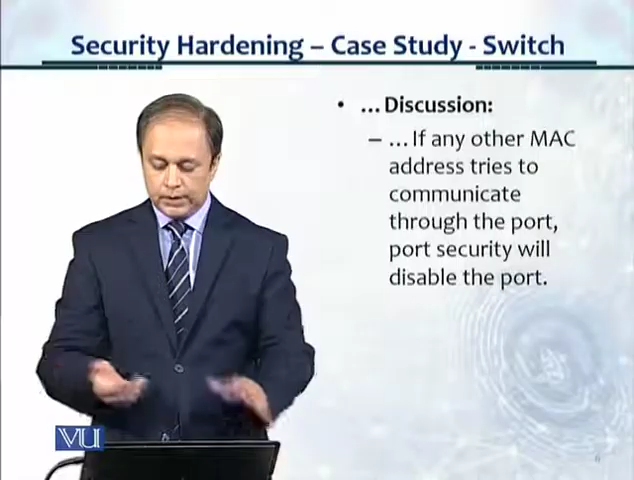 Security Hardening – Case Study - Switch
• ... Discussion:
– ... If any other MAC
address tries to
communicate
through the port,
port security will
disable the port.
VU
6